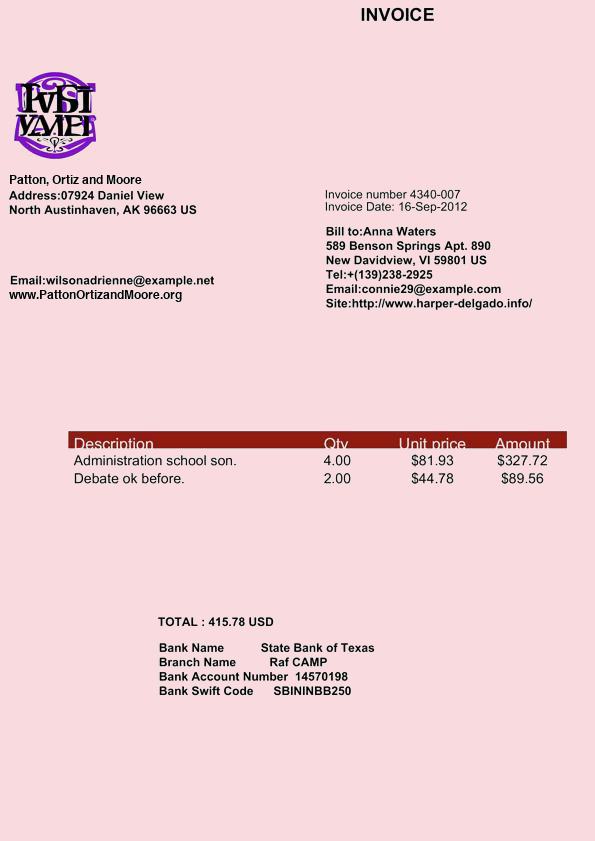 INVOICE
Patton, Ortiz and Moore
Address:07924 Daniel View
North Austinhaven, AK 96663 US
Email:wilsonadrienne@example.net
www.PattonOrtizandMoore.org
Invoice number 4340-007
Invoice Date: 16-Sep-2012
Bill to:Anna Waters
589 Benson Springs Apt. 890
New Davidview, VI 59801 US
Tel:+(139)238-2925
Email:connie29@example.com
Site:http://www.harper-delgado.info/
Description Qty Unit price Amount
Administration school son. 4.00 $81.93 $327.72
Debate ok before. 2.00 $44.78 $89.56
TOTAL : 415.78 USD
Bank Name State Bank of Texas
Branch Name Raf CAMP
Bank Account Number 14570198
Bank Swift Code SBININBB250